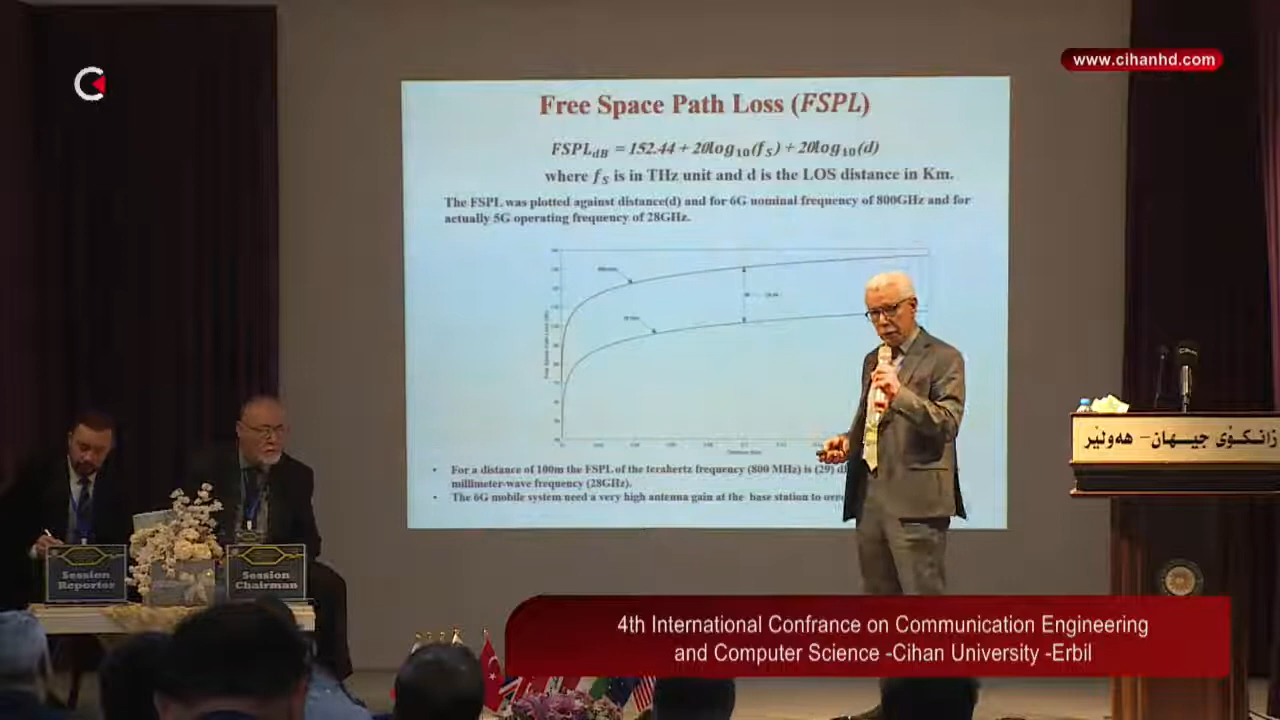 www.cihanhd.com
Free Space Path Loss (FSPL)
FSPL_dB = 152.44 + 20log₁₀(f_S) + 20log₁₀(d)
where f_S is in THz unit and d is the LOS distance in Km.
The FSPL was plotted against distance(d) and for 6G nominal frequency of 800GHz and for
actually 5G operating frequency of 28GHz.
• For a distance of 100m the FSPL of the terahertz frequency (800 MHz) is (29)
millimeter-wave frequency (28GHz).
• The 6G mobile system need a very high antenna gain at the base station to
Cihan
زانکۆی جیهان - هەولێر
Session
Reporter
Session
Chairman
4th International Confrance on Communication Engineering
and Computer Science -Cihan University -Erbil